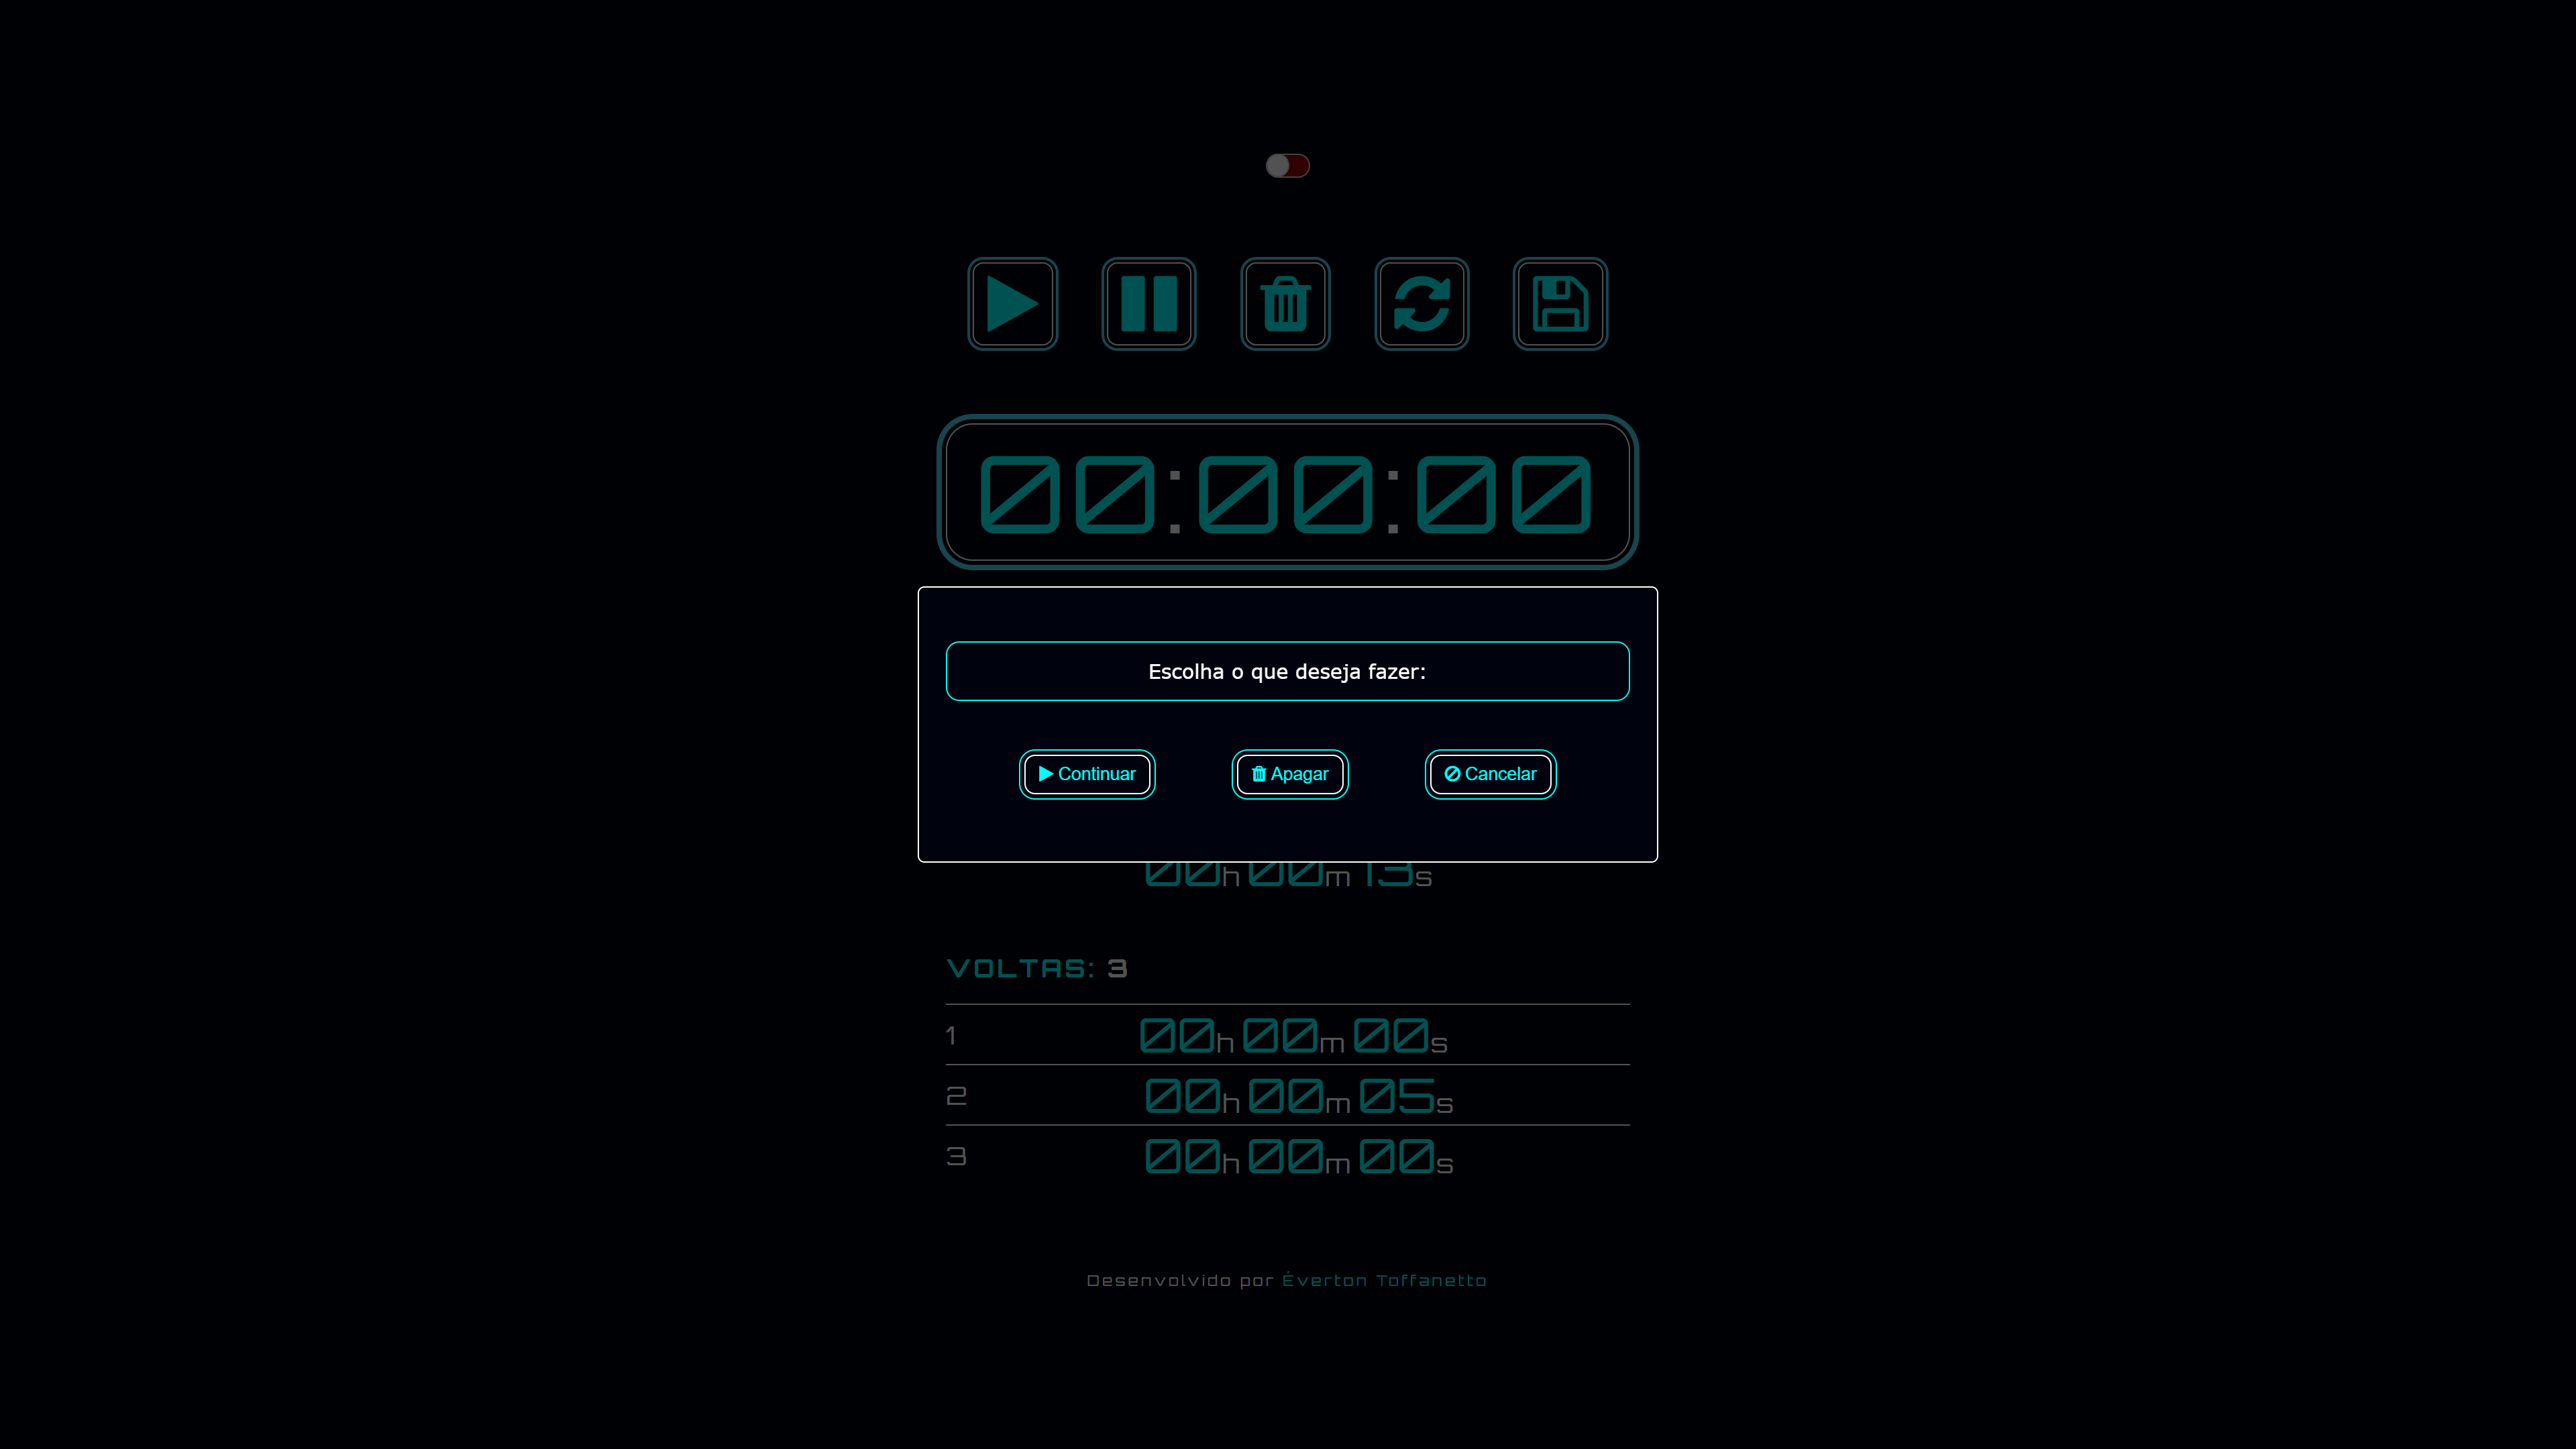 00:00:00
Escolha o que deseja fazer:
Continuar
Apagar
Cancelar
00h 00m 13s
VOLTAS: 3
1 00h 00m 00s
2 00h 00m 05s
3 00h 00m 00s
Desenvolvido por Éverton Toffanetto